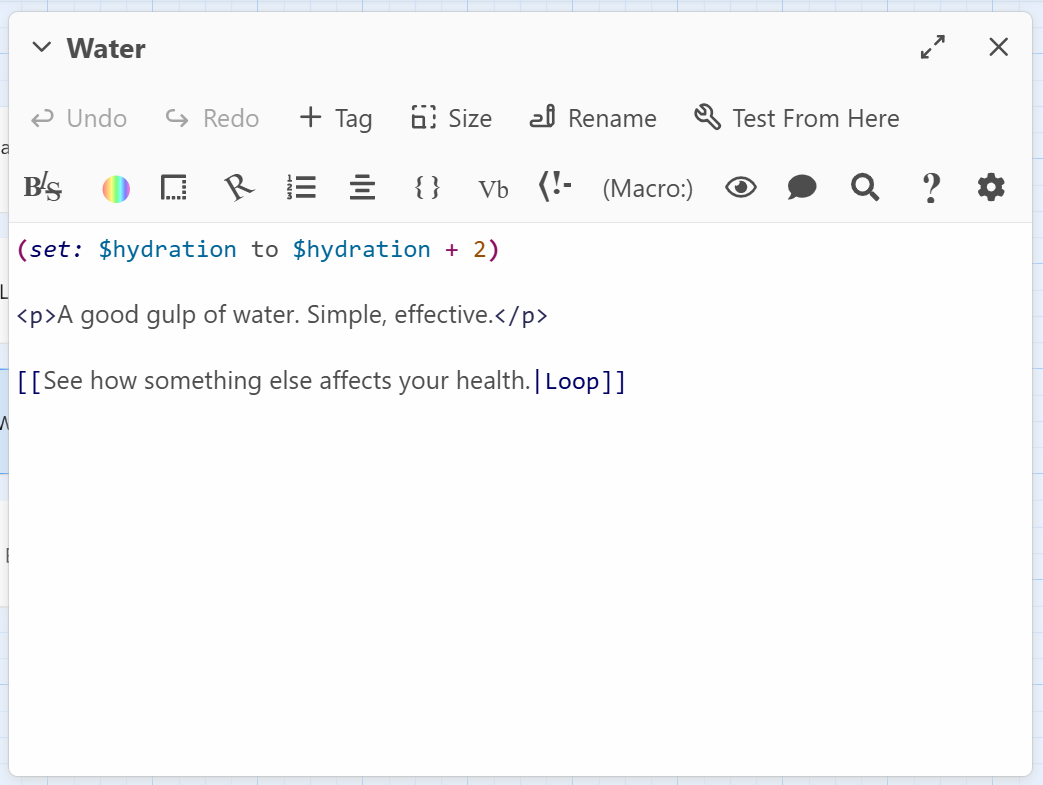 Water
Undo Redo + Tag Size Rename Test From Here
BIS {} Vb (!- (Macro:) ?
(set: $hydration to $hydration + 2)
<p>A good gulp of water. Simple, effective.</p>
[[See how something else affects your health.|Loop]]